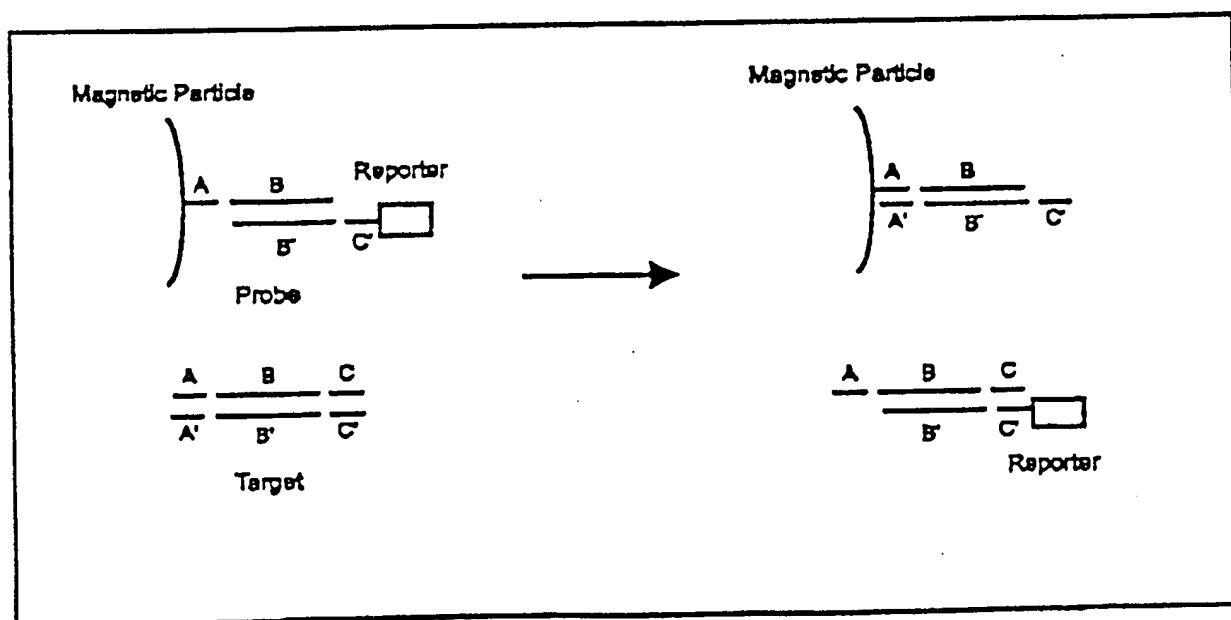 Magnetic Particle
A B Reporter
B' C'
Probe
A B C
A' B' C'
Target
Magnetic Particle
A B
A' B' C'
A B C
B' C'
Reporter